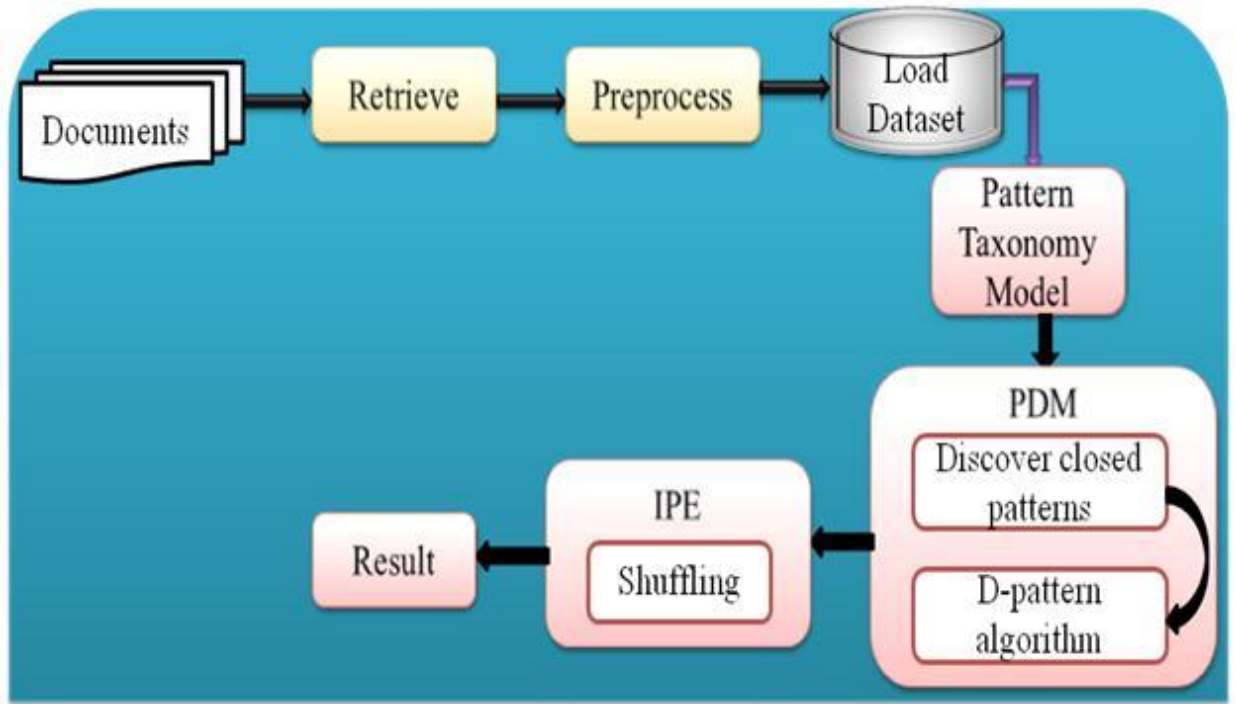 Documents
Retrieve
Preprocess
Load
Dataset
Pattern
Taxonomy
Model
PDM
Discover closed
patterns
D-pattern
algorithm
IPE
Shuffling
Result